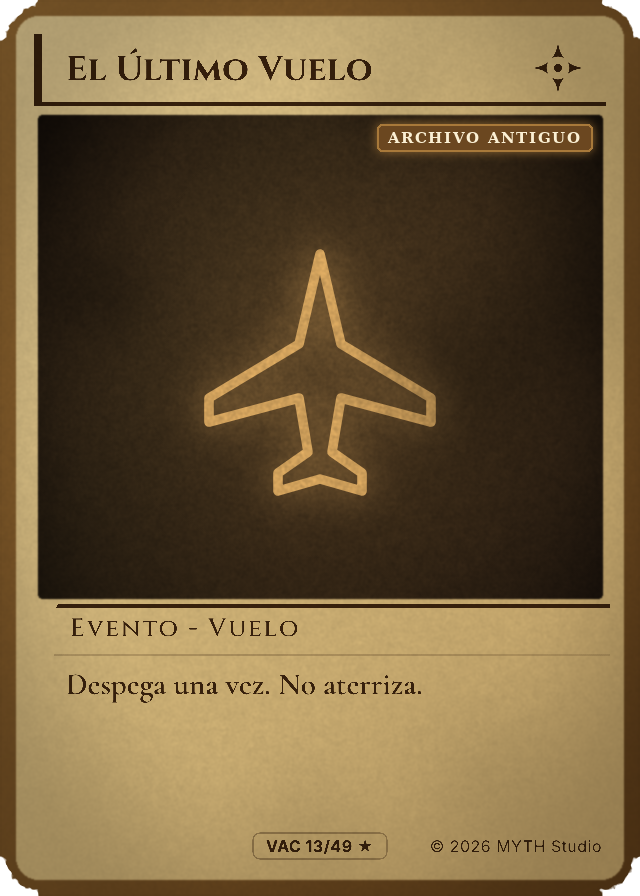 El Último Vuelo
ARCHIVO ANTIGUO
Evento - Vuelo
Despega una vez. No aterriza.
VAC 13/49 ★
© 2026 MYTH Studio